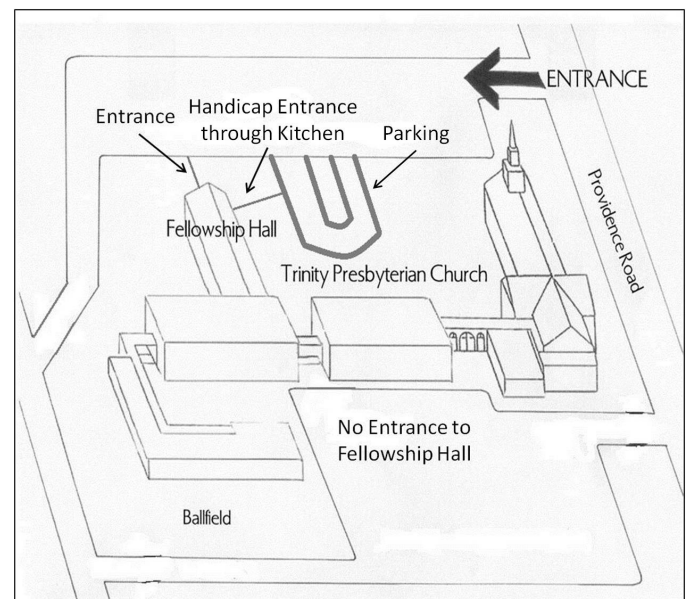 ENTRANCE
Handicap Entrance
through Kitchen
Entrance
Parking
Providence Road
Fellowship Hall
Trinity Presbyterian Church
No Entrance to
Fellowship Hall
Ballfield